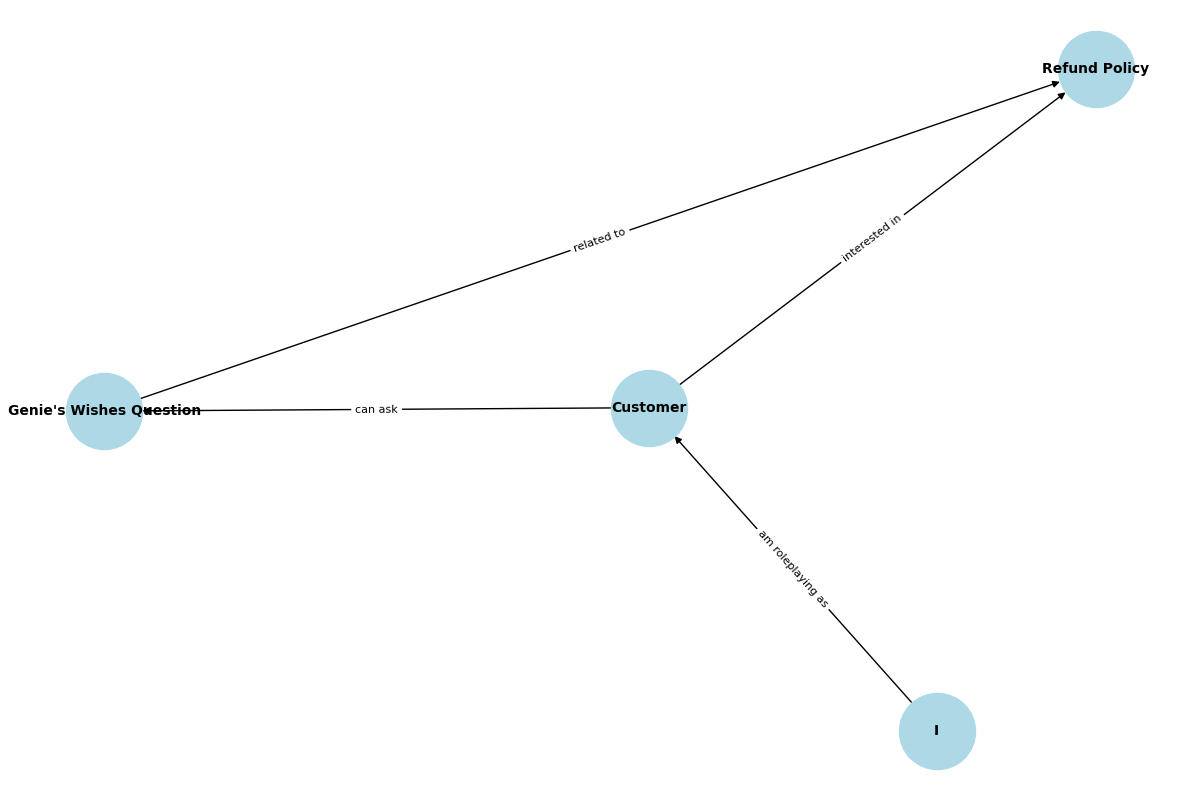 Refund Policy
related to
interested in
Genie's Wishes Question
can ask
Customer
am roleplaying as
I